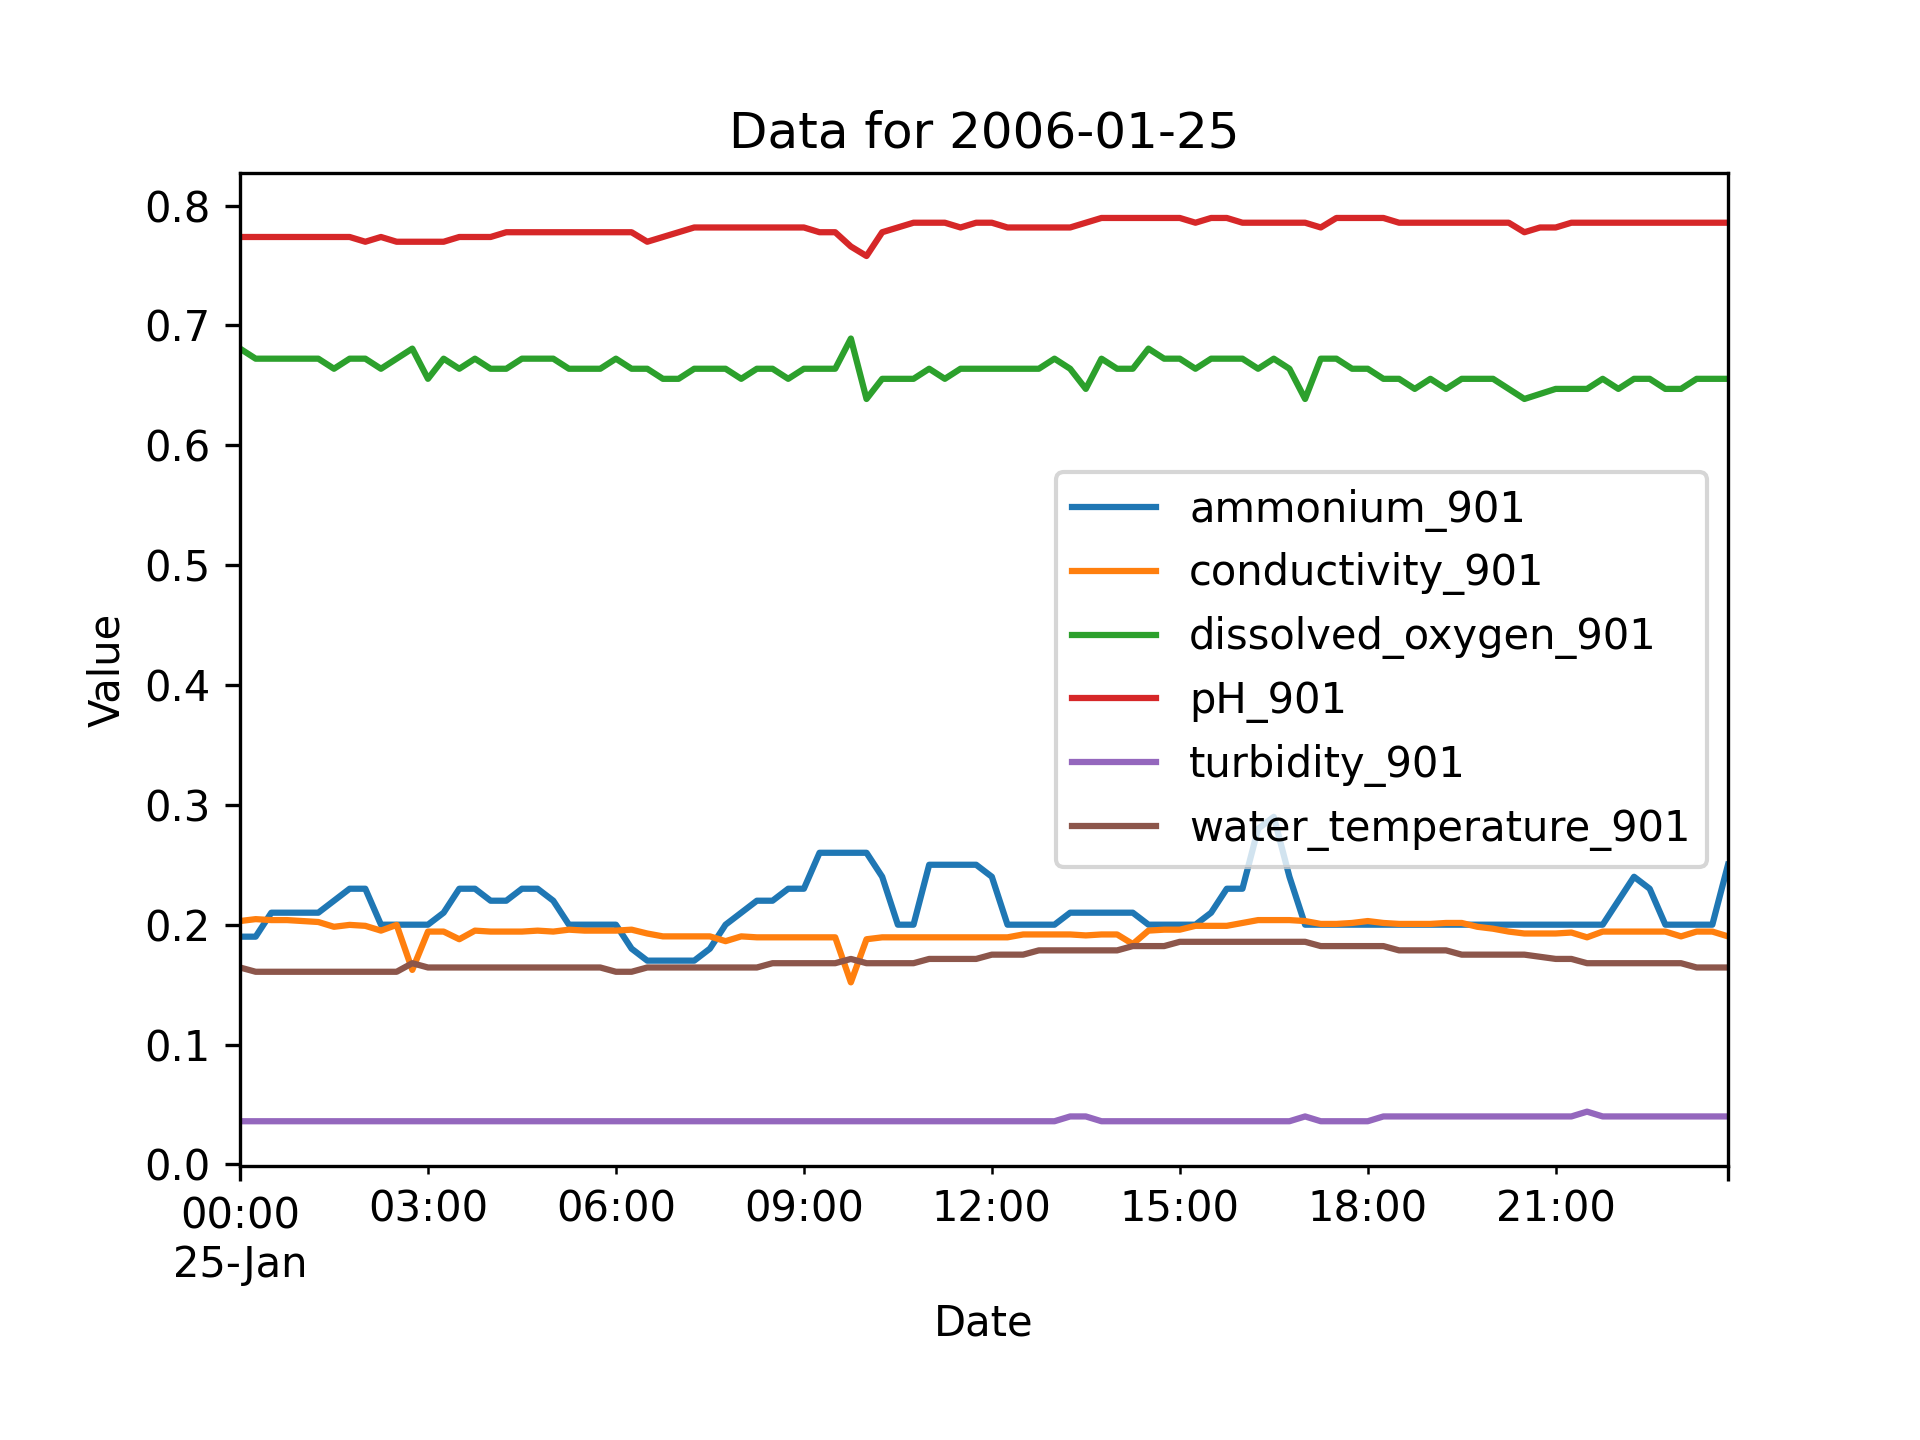 Data for 2006-01-25
0.8
0.7
0.6
0.5
0.4
0.3
0.2
0.1
0.0
Value
ammonium_901
conductivity_901
dissolved_oxygen_901
pH_901
turbidity_901
water_temperature_901
00:00 03:00 06:00 09:00 12:00 15:00 18:00 21:00
25-Jan
Date